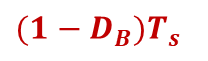 (1 − D_B)T_s